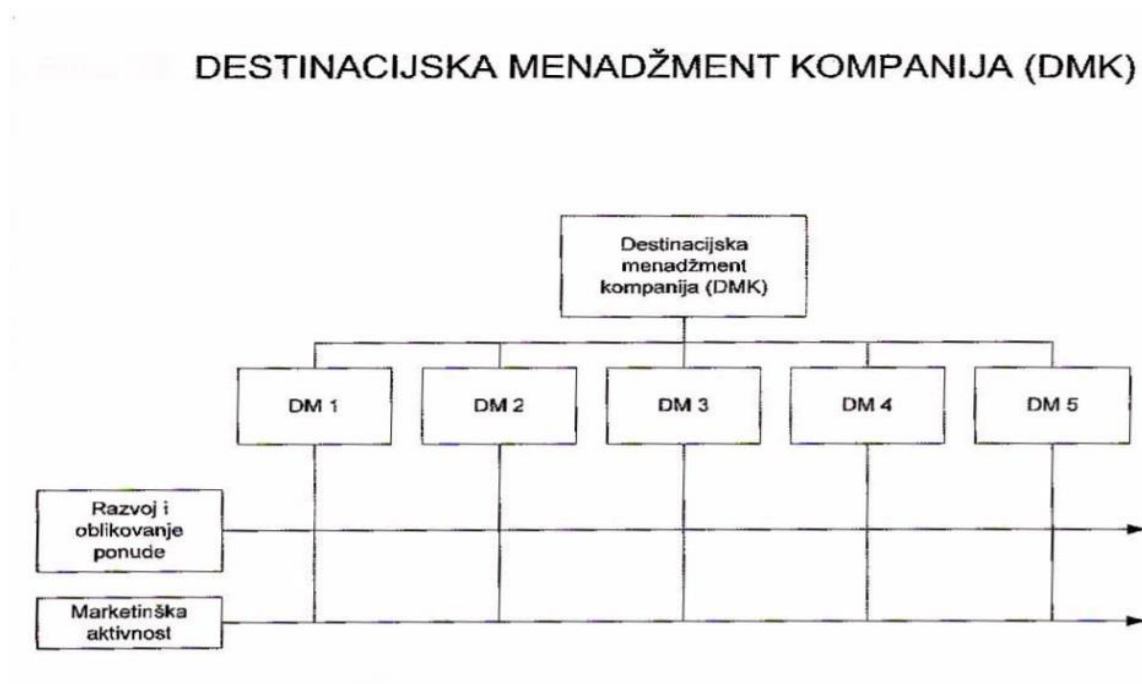 DESTINACIJSKA MENADŽMENT KOMPANIJA (DMK)
Destinacijska
menadžment
kompanija (DMK)
DM 1
DM 2
DM 3
DM 4
DM 5
Razvoj i
oblikovanje
ponude
Marketinška
aktivnost